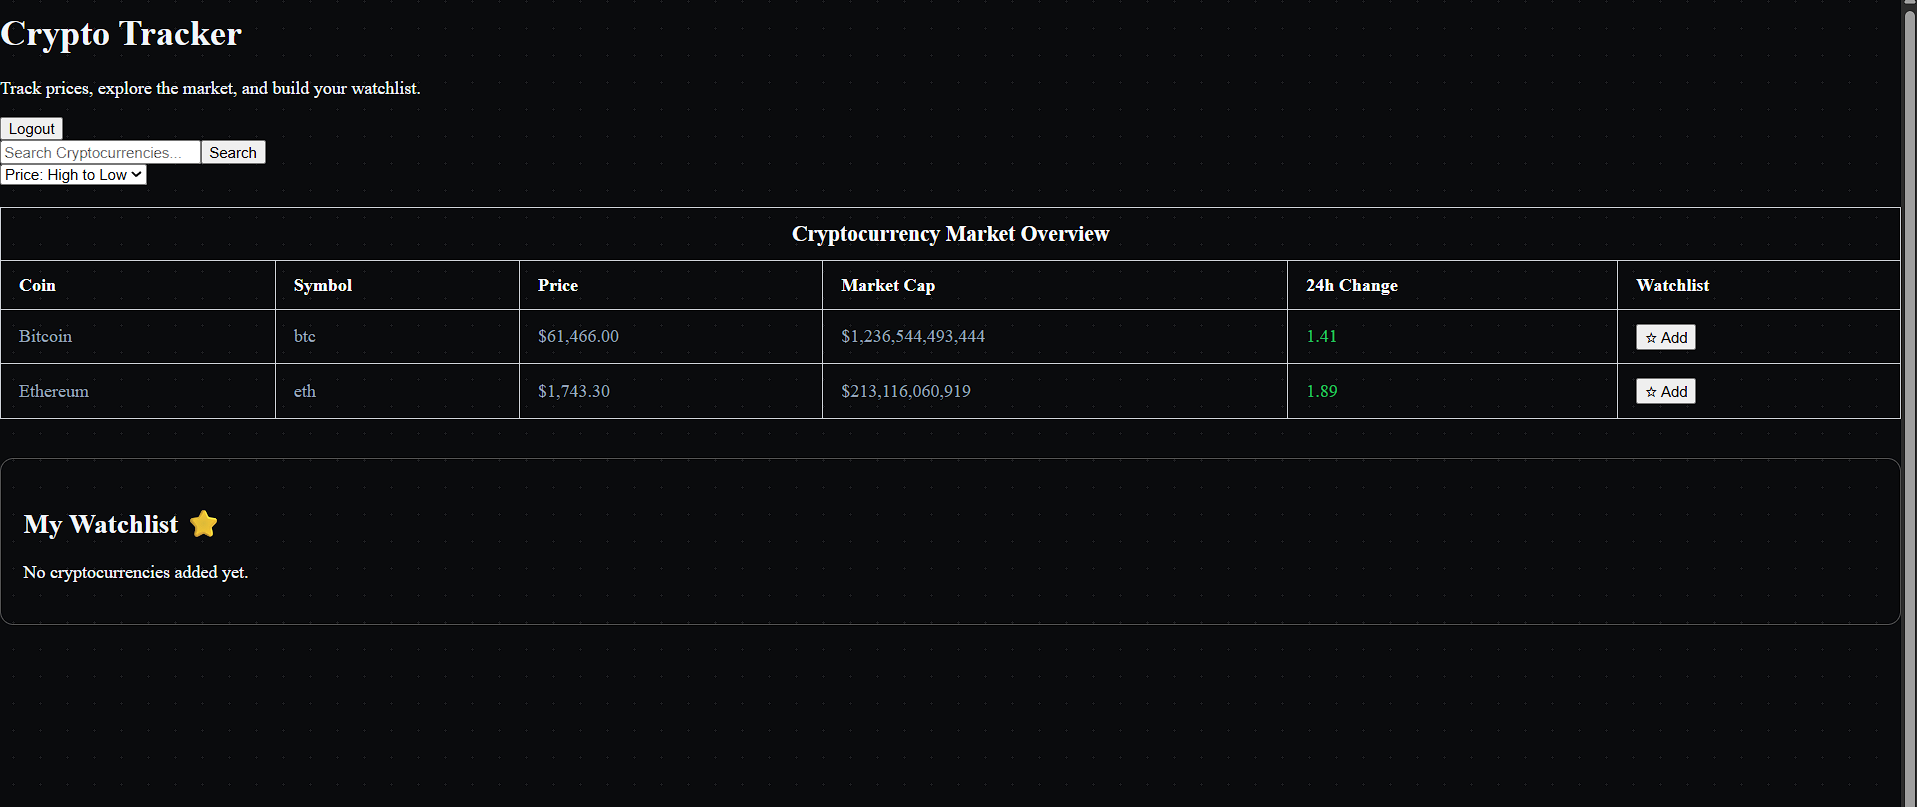 Crypto Tracker
Track prices, explore the market, and build your watchlist.
Logout
Search Cryptocurrencies... Search
Price: High to Low
Cryptocurrency Market Overview
Coin Symbol Price Market Cap 24h Change Watchlist
Bitcoin btc $61,466.00 $1,236,544,493,444 1.41 ☆ Add
Ethereum eth $1,743.30 $213,116,060,919 1.89 ☆ Add
My Watchlist ⭐
No cryptocurrencies added yet.